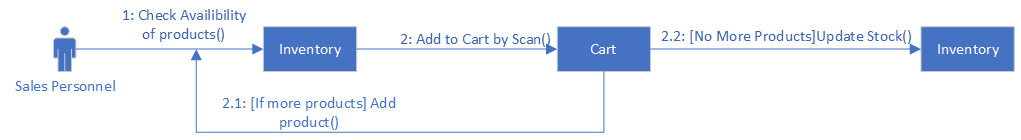 1: Check Availibility
of products()
Inventory
2: Add to Cart by Scan()
Cart
2.2: [No More Products]Update Stock()
Inventory
Sales Personnel
2.1: [If more products] Add
product()